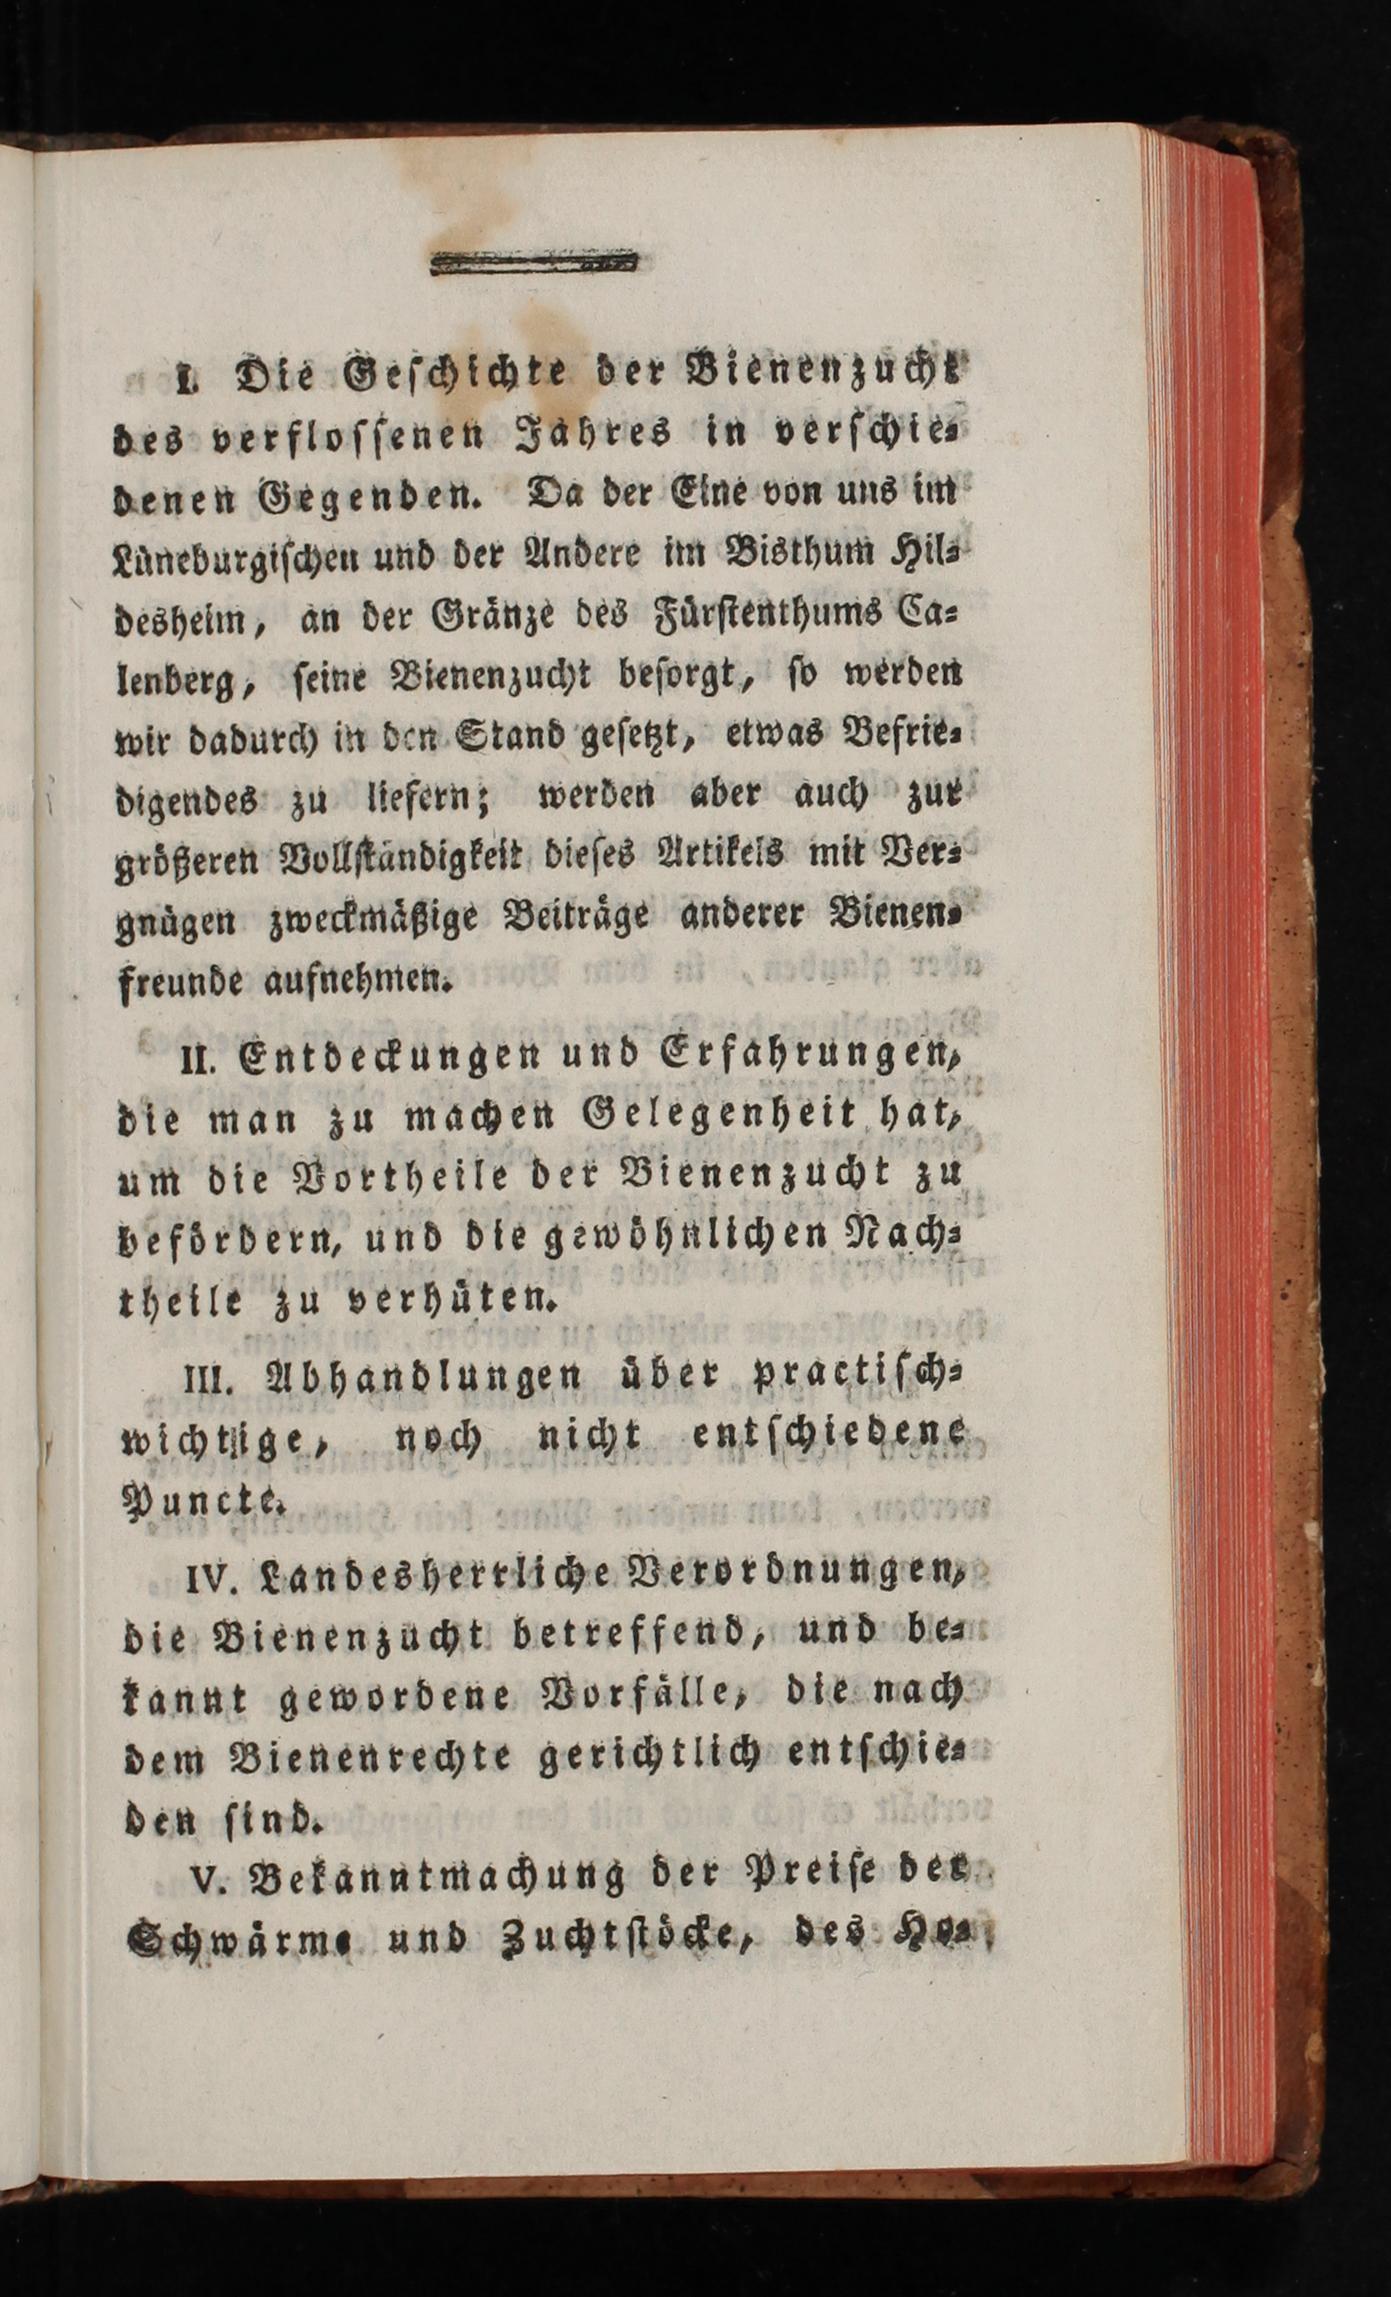 I. Die Geschichte der Bienenzucht
des verflossenen Jahres in verschie⸗
denen Gegenden. Da der Eine von uns im
Lüneburgischen und der Andere im Bisthum Hil⸗
desheim, an der Gränze des Fürstenthums Ca⸗
lenberg, seine Bienenzucht besorgt, so werden
wir dadurch in den Stand gesetzt, etwas Befrie⸗
digendes zu liefern; werden aber auch zur
größeren Vollständigkeit dieses Artikels mit Ver⸗
gnügen zweckmäßige Beiträge anderer Bienen⸗
freunde aufnehmen.
II. Entdeckungen und Erfahrungen,
die man zu machen Gelegenheit hat,
um die Vortheile der Bienenzucht zu
befördern, und die gewöhnlichen Nach⸗
theile zu verhüten.
III. Abhandlungen über practisch⸗
wichtige, noch nicht entschiedene
Puncte.
IV. Landesherrliche Verordnungen,
die Bienenzucht betreffend, und be⸗
kannt gewordene Vorfälle, die nach
dem Bienenrechte gerichtlich entschie⸗
den sind.
V. Bekanntmachung der Preise der
Schwärme und Zuchtstöcke, des Ho⸗